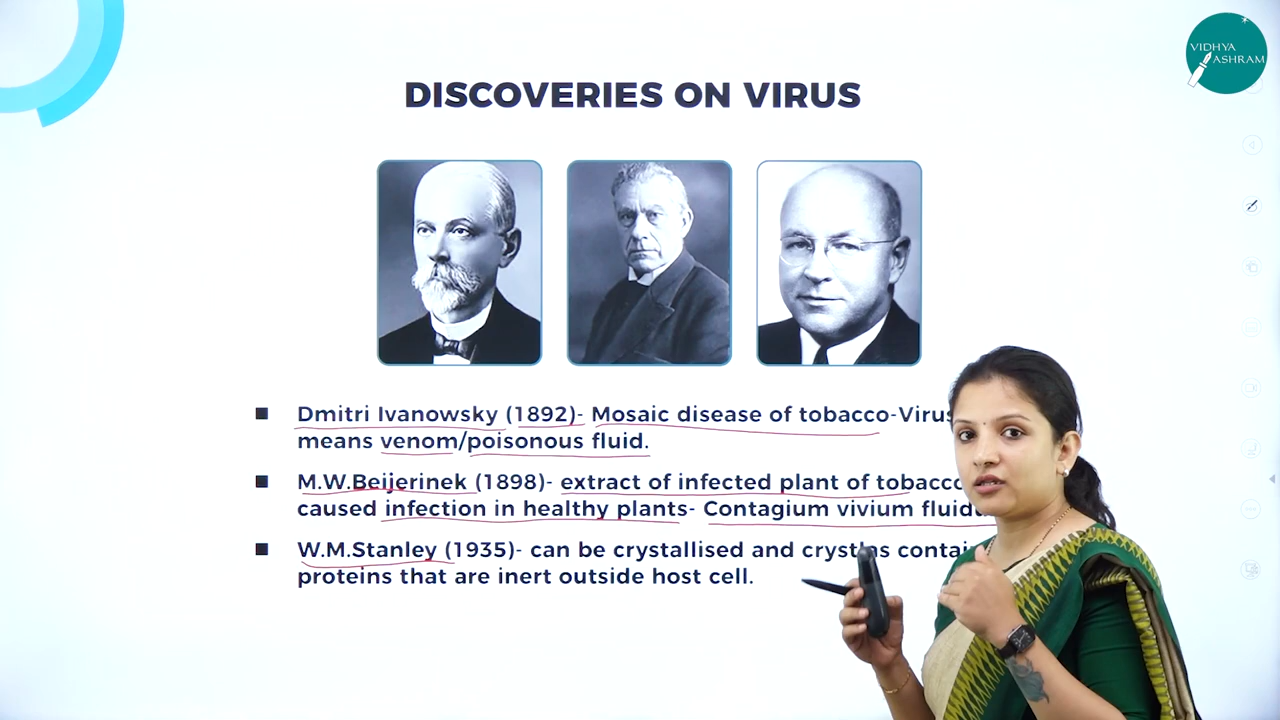 VIDHYA
ASHRAM
DISCOVERIES ON VIRUS
Dmitri Ivanowsky (1892)- Mosaic disease of tobacco-Virus
means venom/poisonous fluid.
M.W.Beijerinek (1898)- extract of infected plant of tobacco
caused infection in healthy plants- Contagium vivium fluidu
W.M.Stanley (1935)- can be crystallised and contai
proteins that are inert outside host cell.